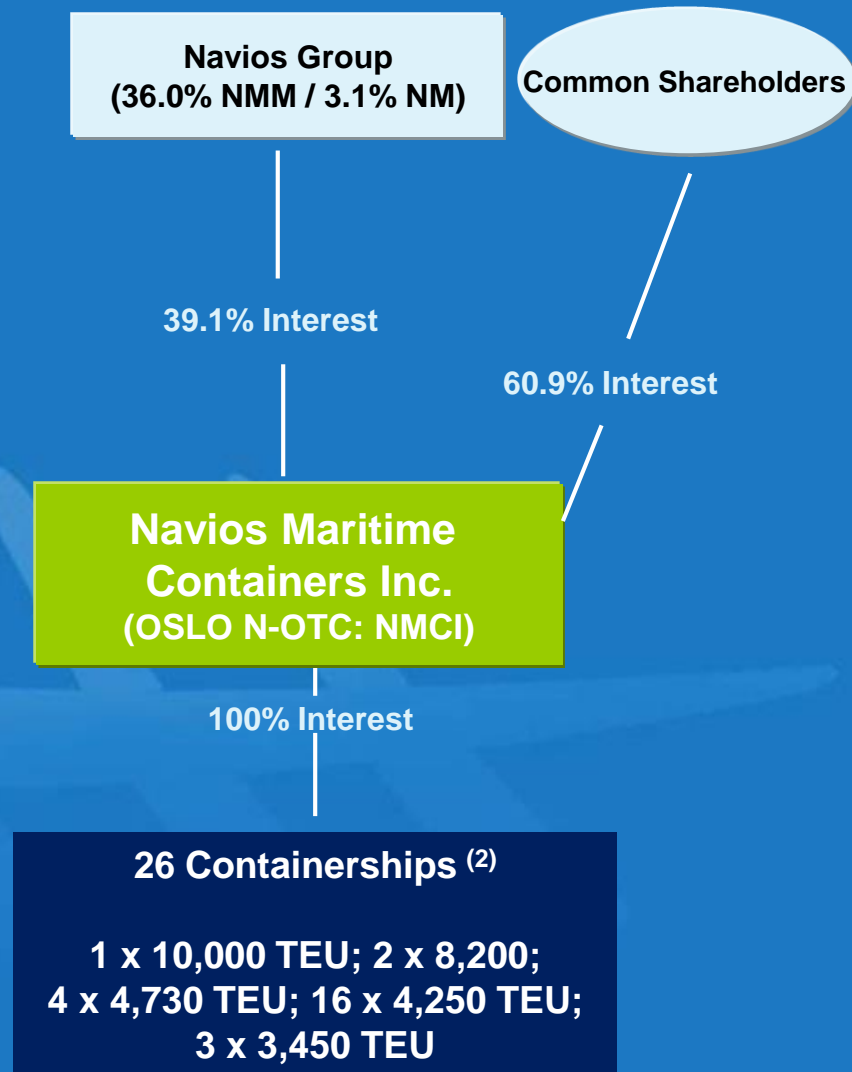 Navios Group
(36.0% NMM / 3.1% NM)
Common Shareholders
39.1% Interest
60.9% Interest
Navios Maritime
Containers Inc.
(OSLO N-OTC: NMCI)
100% Interest
26 Containerships (2)
1 x 10,000 TEU; 2 x 8,200;
4 x 4,730 TEU; 16 x 4,250 TEU;
3 x 3,450 TEU